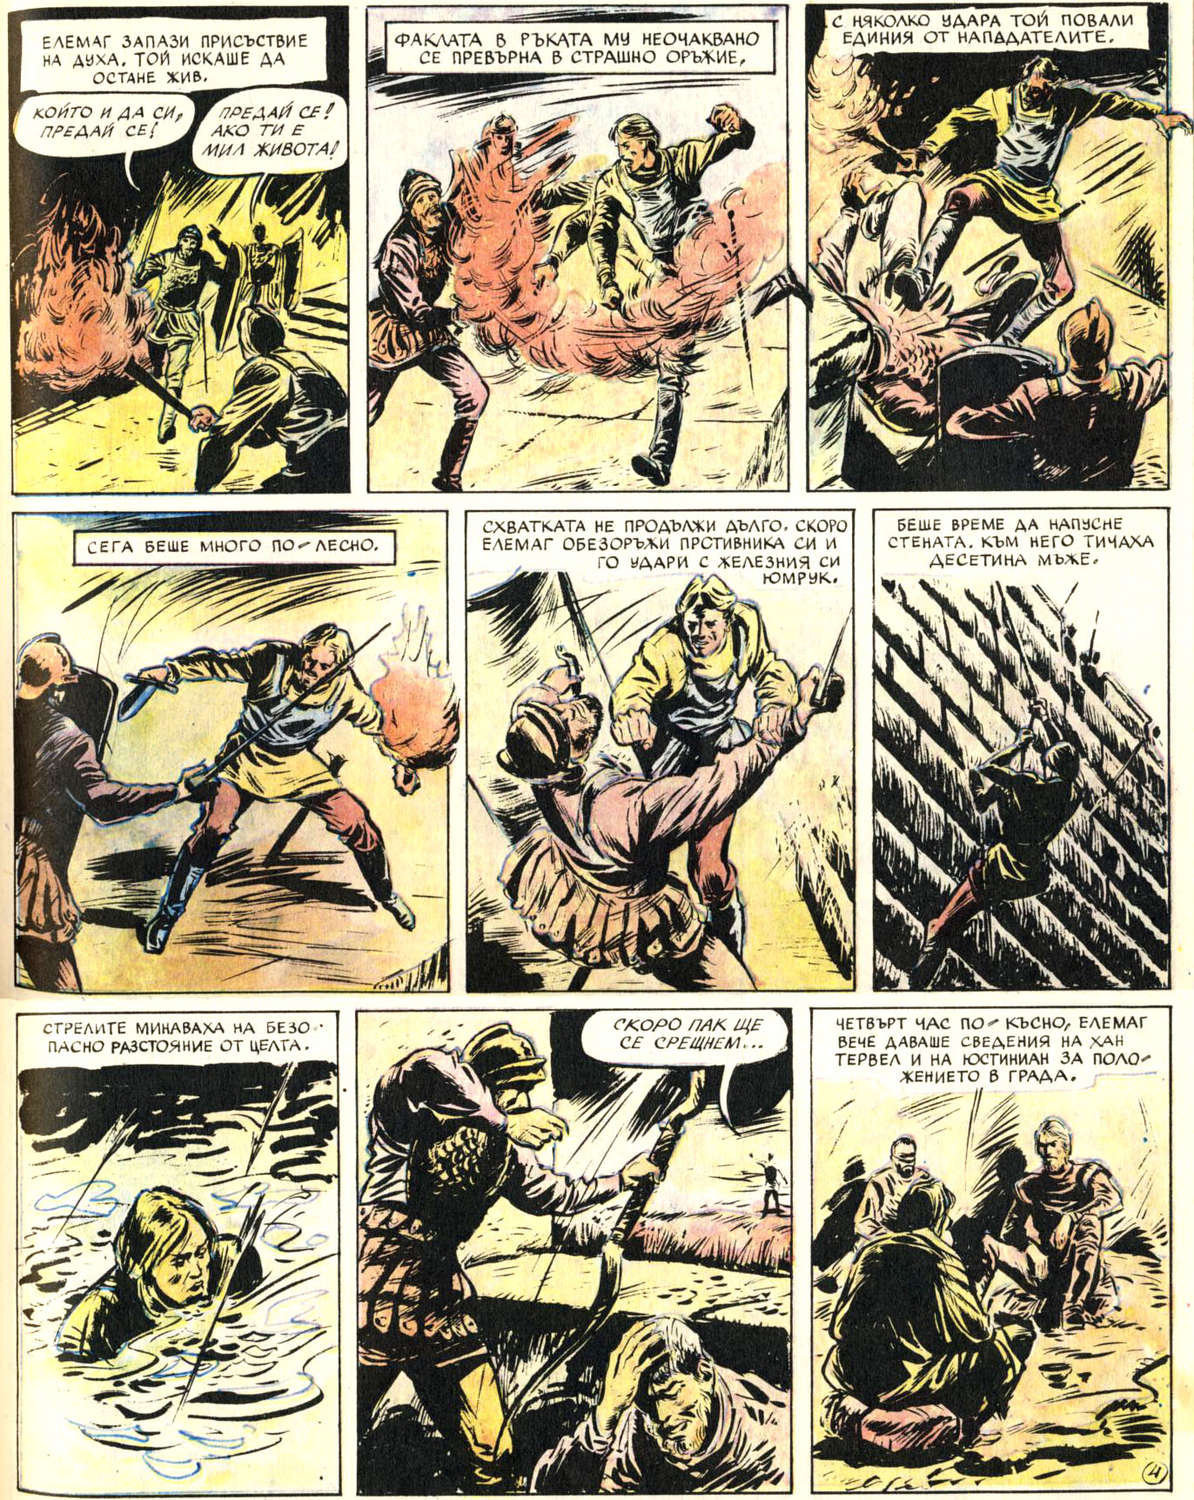 ЕЛЕМАГ ЗАПАЗИ ПРИСЪСТВИЕ
НА ДУХА. ТОЙ ИСКАШЕ ДА
ОСТАНЕ ЖИВ.
КОЙТО И ДА СИ,
ПРЕДАЙ СЕ!
ПРЕДАЙ СЕ!
АКО ТИ Е
МИЛ ЖИВОТА!
ФАКЛАТА В РЪКАТА МУ НЕОЧАКВАНО
СЕ ПРЕВЪРНА В СТРАШНО ОРЪЖИЕ.
С НЯКОЛКО УДАРА ТОЙ ПОВАЛИ
ЕДИНИЯ ОТ НАПАДАТЕЛИТЕ.
СЕГА БЕШЕ МНОГО ПО-ЛЕСНО.
СХВАТКАТА НЕ ПРОДЪЛЖИ ДЪЛГО. СКОРО
ЕЛЕМАГ ОБЕЗОРЪЖИ ПРОТИВНИКА СИ И
ГО УДАРИ С ЖЕЛЕЗНИЯ СИ
ЮМРУК.
БЕШЕ ВРЕМЕ ДА НАПУСНЕ
СТЕНАТА. КЪМ НЕГО ТИЧАХА
ДЕСЕТИНА МЪЖЕ.
СТРЕЛИТЕ МИНАВАХА НА БЕЗО-
ПАСНО РАЗСТОЯНИЕ ОТ ЦЕЛТА.
СКОРО ПАК ЩЕ
СЕ СРЕЩНЕМ...
ЧЕТВЪРТ ЧАС ПО-КЪСНО, ЕЛЕМАГ
ВЕЧЕ ДАВАШЕ СВЕДЕНИЯ НА ХАН
ТЕРВЕЛ И НА ЮСТИНИАН ЗА ПОЛО-
ЖЕНИЕТО В ГРАДА.
4